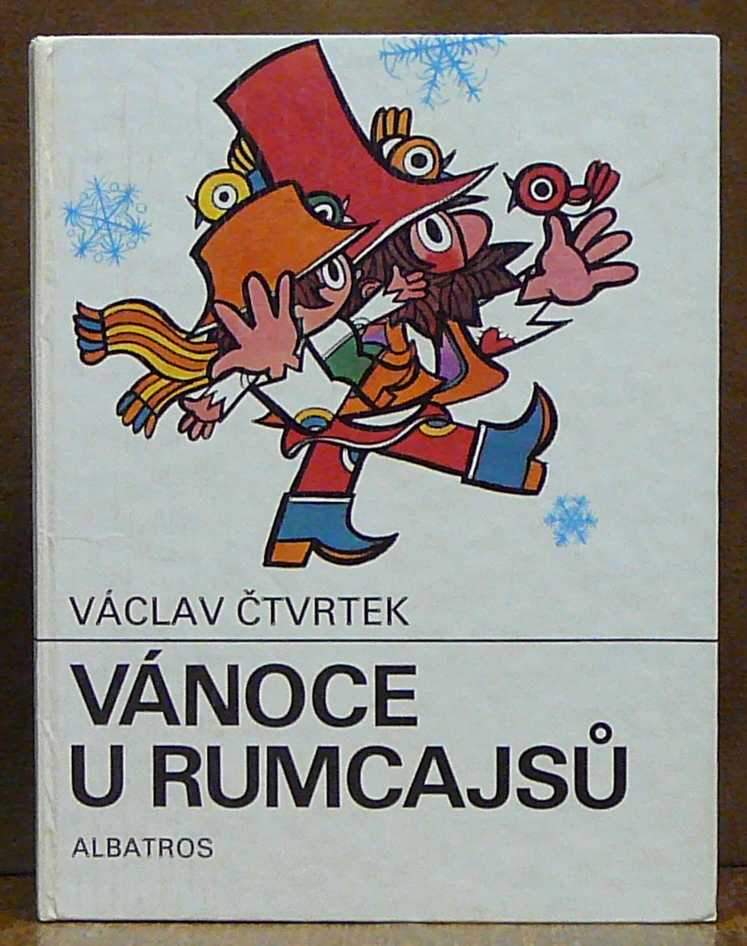 VÁCLAV ČTVRTEK
VÁNOCE
U RUMCAJSŮ
ALBATROS